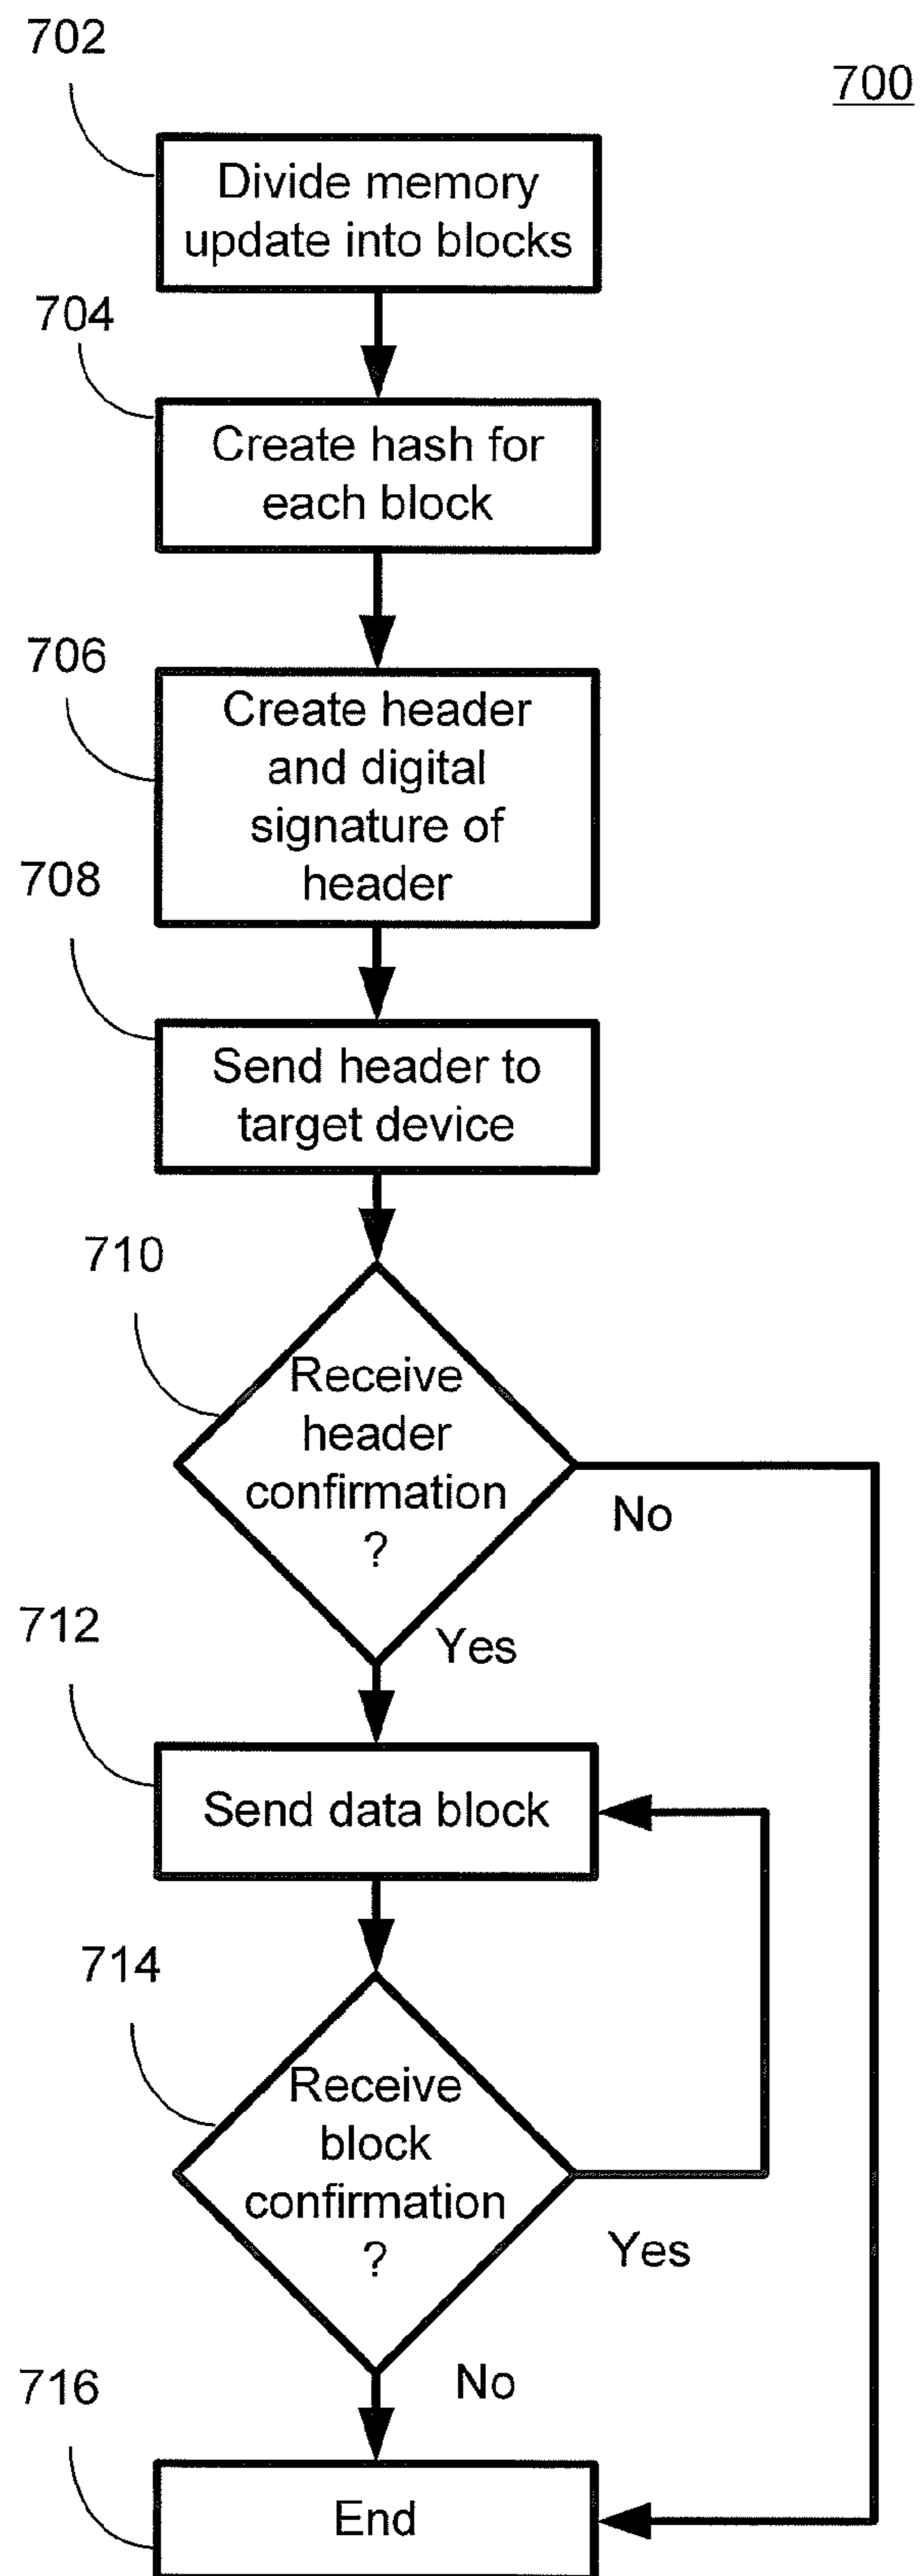 702
700
Divide memory
update into blocks
704
Create hash for
each block
706
Create header
and digital
signature of
header
708
Send header to
target device
710
Receive
header
confirmation
?
No
Yes
712
Send data block
714
Receive
block
confirmation
?
Yes
No
716
End